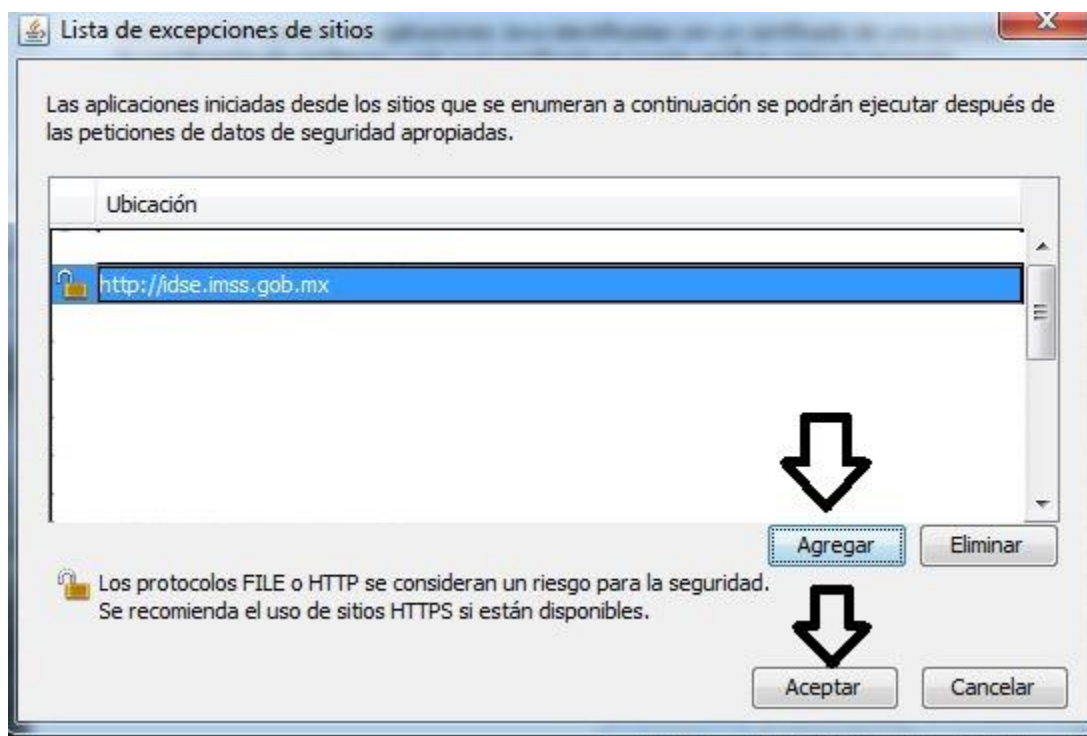 Lista de excepciones de sitios
Las aplicaciones iniciadas desde los sitios que se enumeran a continuación se podrán ejecutar después de
las peticiones de datos de seguridad apropiadas.
Ubicación
http://idse.imss.gob.mx
Agregar
Eliminar
Los protocolos FILE o HTTP se consideran un riesgo para la seguridad.
Se recomienda el uso de sitios HTTPS si están disponibles.
Aceptar
Cancelar